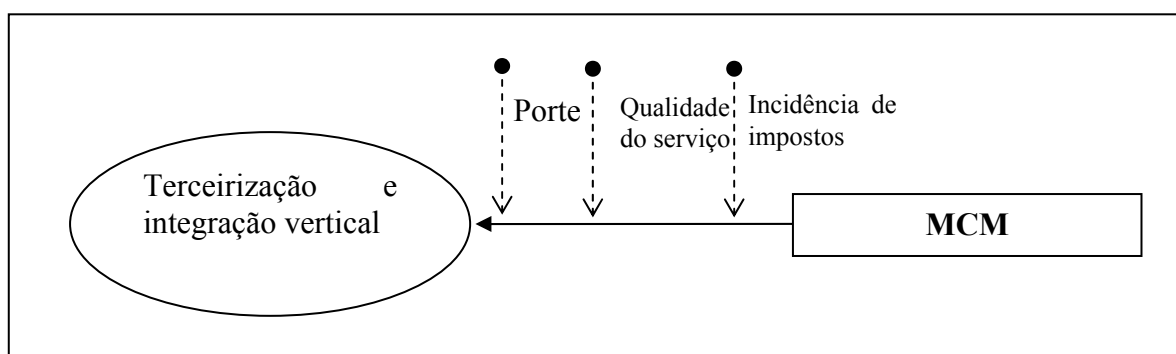 Porte
Qualidade
do serviço
Incidência de
impostos
Terceirização e
integração vertical
MCM